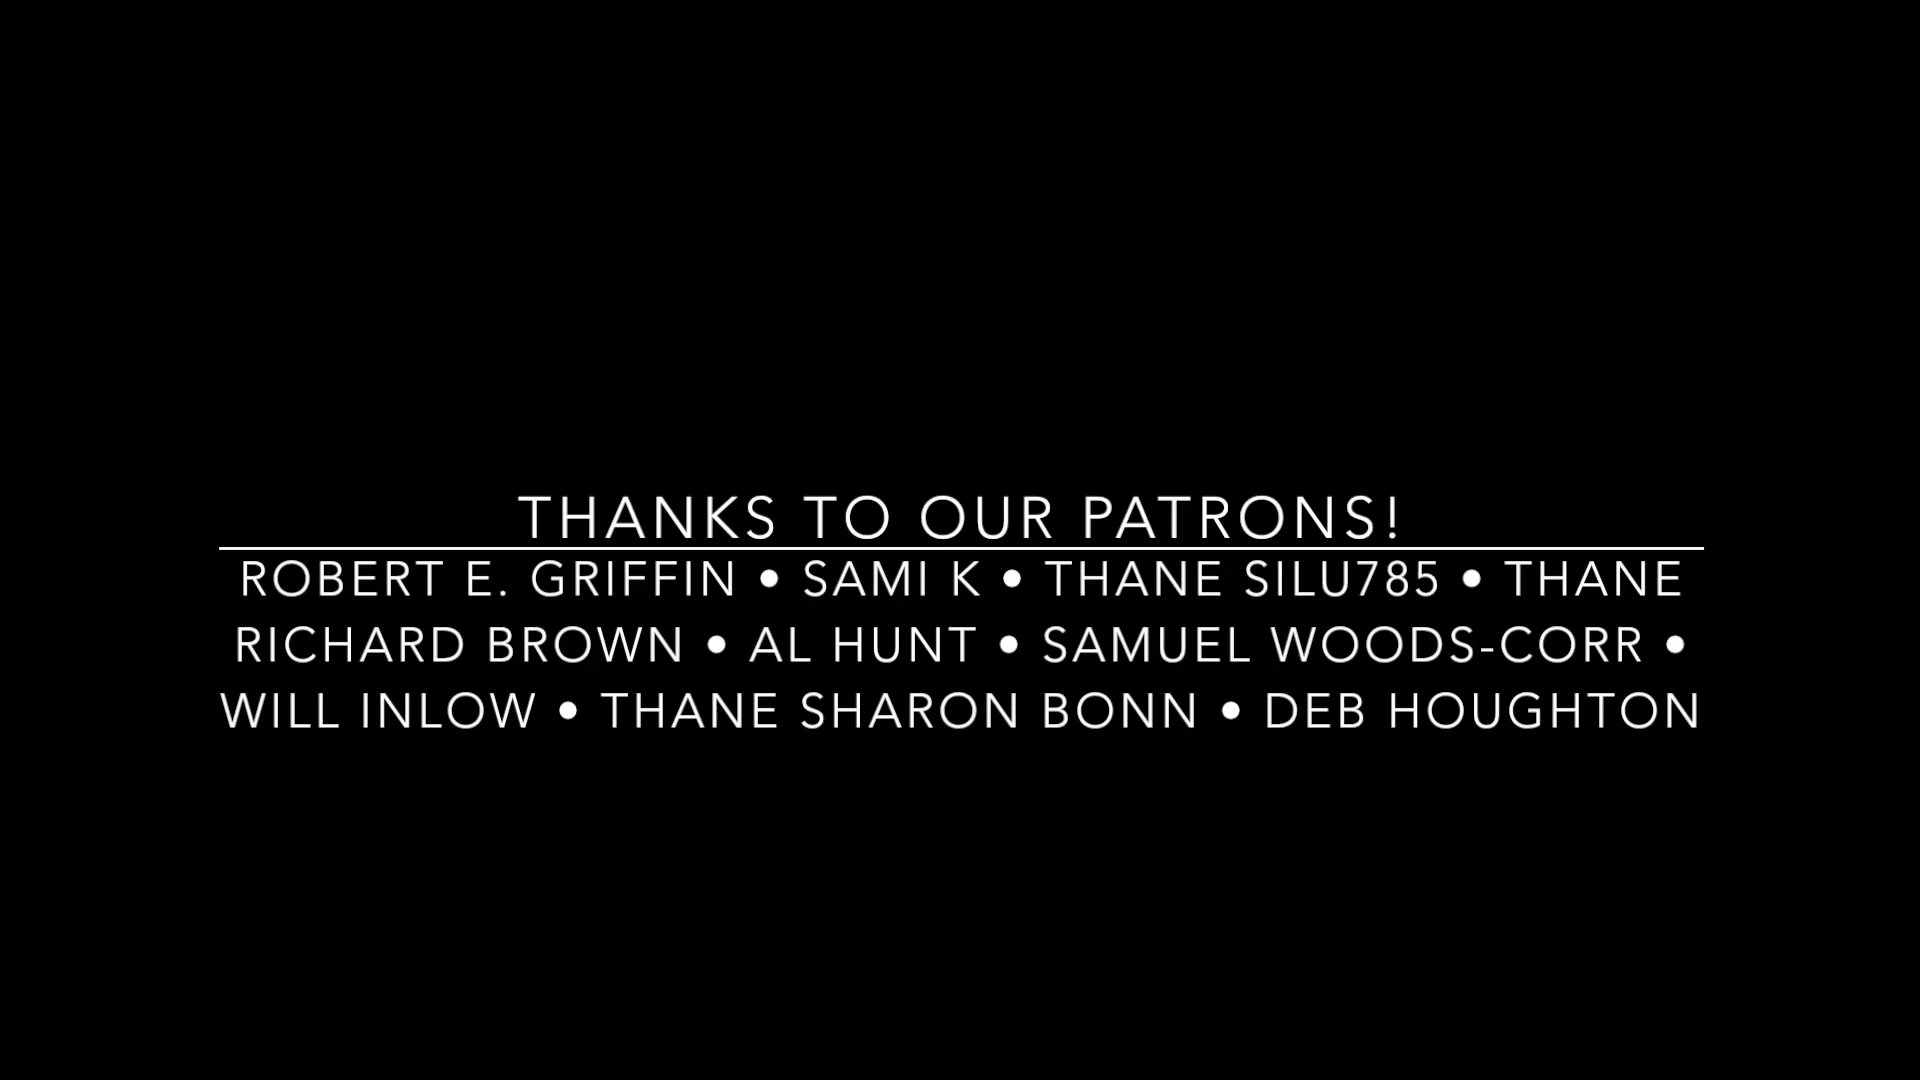 THANKS TO OUR PATRONS!
ROBERT E. GRIFFIN • SAMI K • THANE SILU785 • THANE
RICHARD BROWN • AL HUNT • SAMUEL WOODS-CORR •
WILL INLOW • THANE SHARON BONN • DEB HOUGHTON